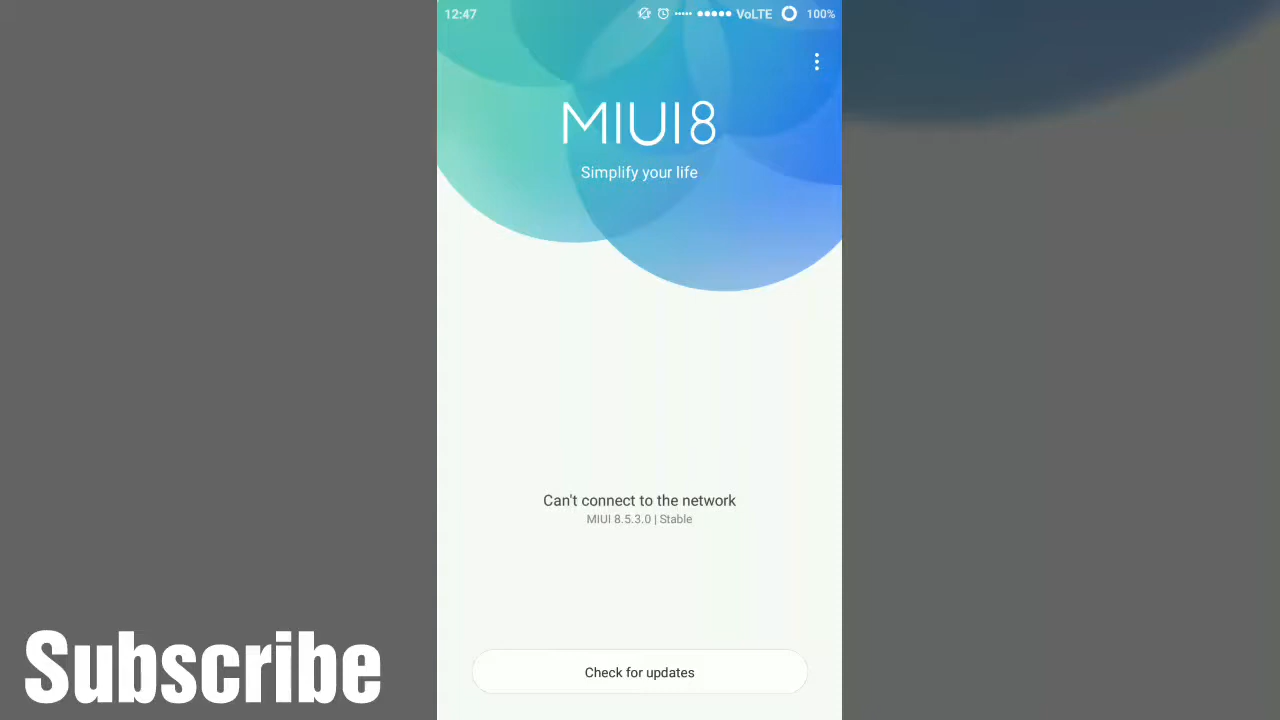 12:47 VoLTE 100%
MIUI8
Simplify your life
Can't connect to the network
MIUI 8.5.3.0 | Stable
Check for updates
Subscribe